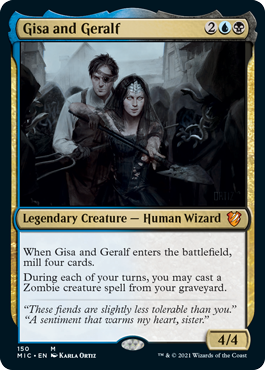 Gisa and Geralf
2
Legendary Creature — Human Wizard
When Gisa and Geralf enters the battlefield,
mill four cards.
During each of your turns, you may cast a
Zombie creature spell from your graveyard.
“These fiends are slightly less tolerable than you.”
“A sentiment that warms my heart, sister.”
4/4
150 M
MIC • EN KARLA ORTIZ
™ & © 2021 Wizards of the Coast